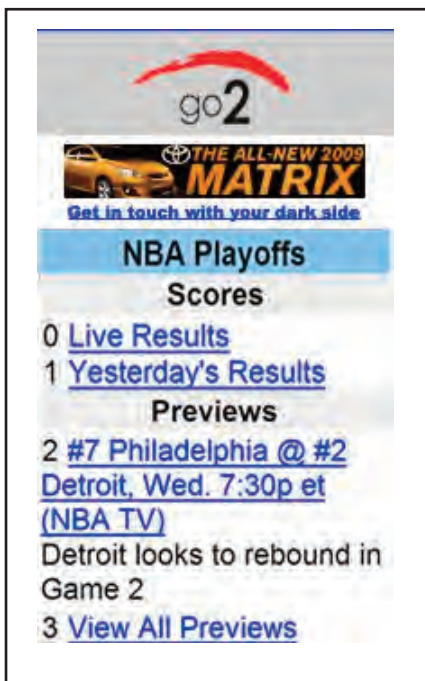 go2
THE ALL-NEW 2009
MATRIX
Get in touch with your dark side
NBA Playoffs
Scores
0 Live Results
1 Yesterday's Results
Previews
2 #7 Philadelphia @ #2
Detroit, Wed. 7:30p et
(NBA TV)
Detroit looks to rebound in
Game 2
3 View All Previews